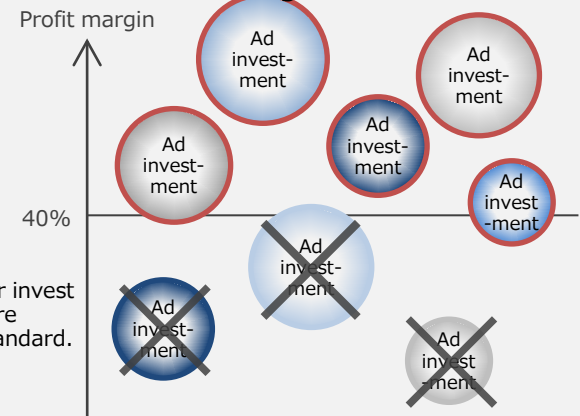 Profit margin
Ad
invest-
ment
Ad
invest-
ment
Ad
invest-
ment
Ad
invest-
ment
Ad
invest
-ment
40%
Ad
invest-
ment
invest
Ad
invest-
ment
andard.
Ad
invest
-ment